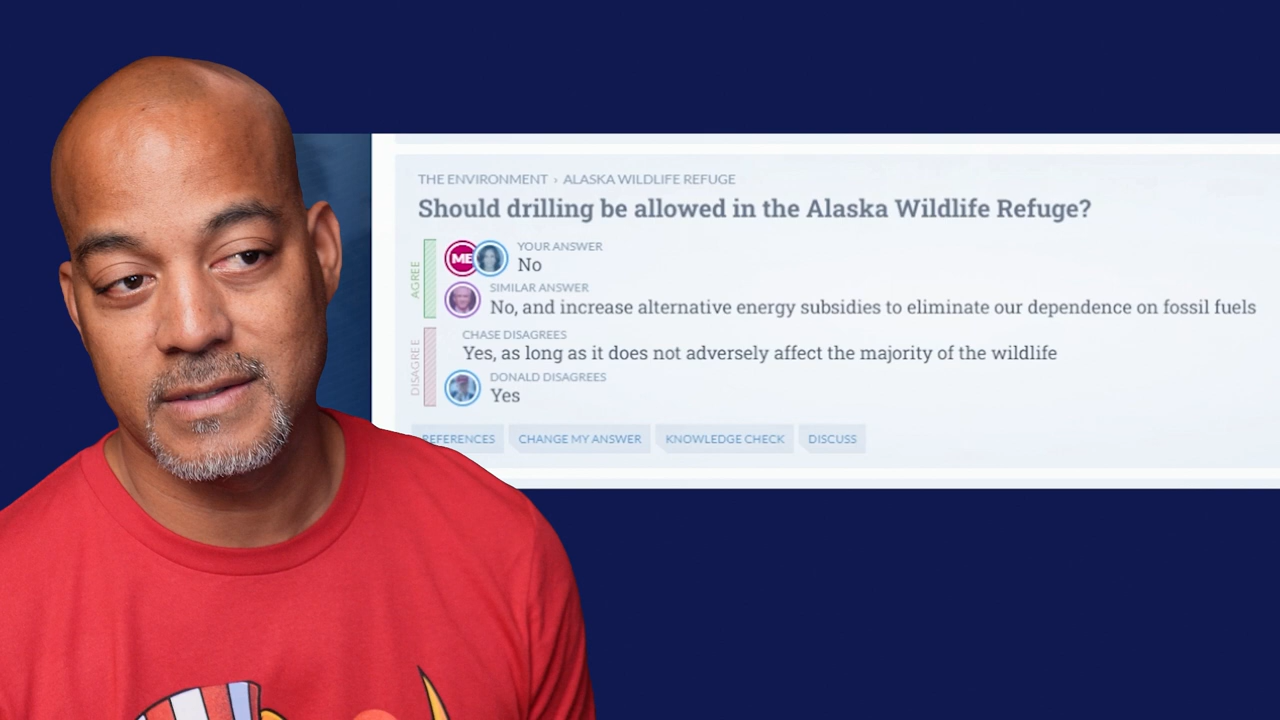 THE ENVIRONMENT › ALASKA WILDLIFE REFUGE
Should drilling be allowed in the Alaska Wildlife Refuge?
AGREE
ME
YOUR ANSWER
No
SIMILAR ANSWER
No, and increase alternative energy subsidies to eliminate our dependence on fossil fuels
DISAGREE
CHASE DISAGREES
Yes, as long as it does not adversely affect the majority of the wildlife
DONALD DISAGREES
Yes
REFERENCES CHANGE MY ANSWER KNOWLEDGE CHECK DISCUSS